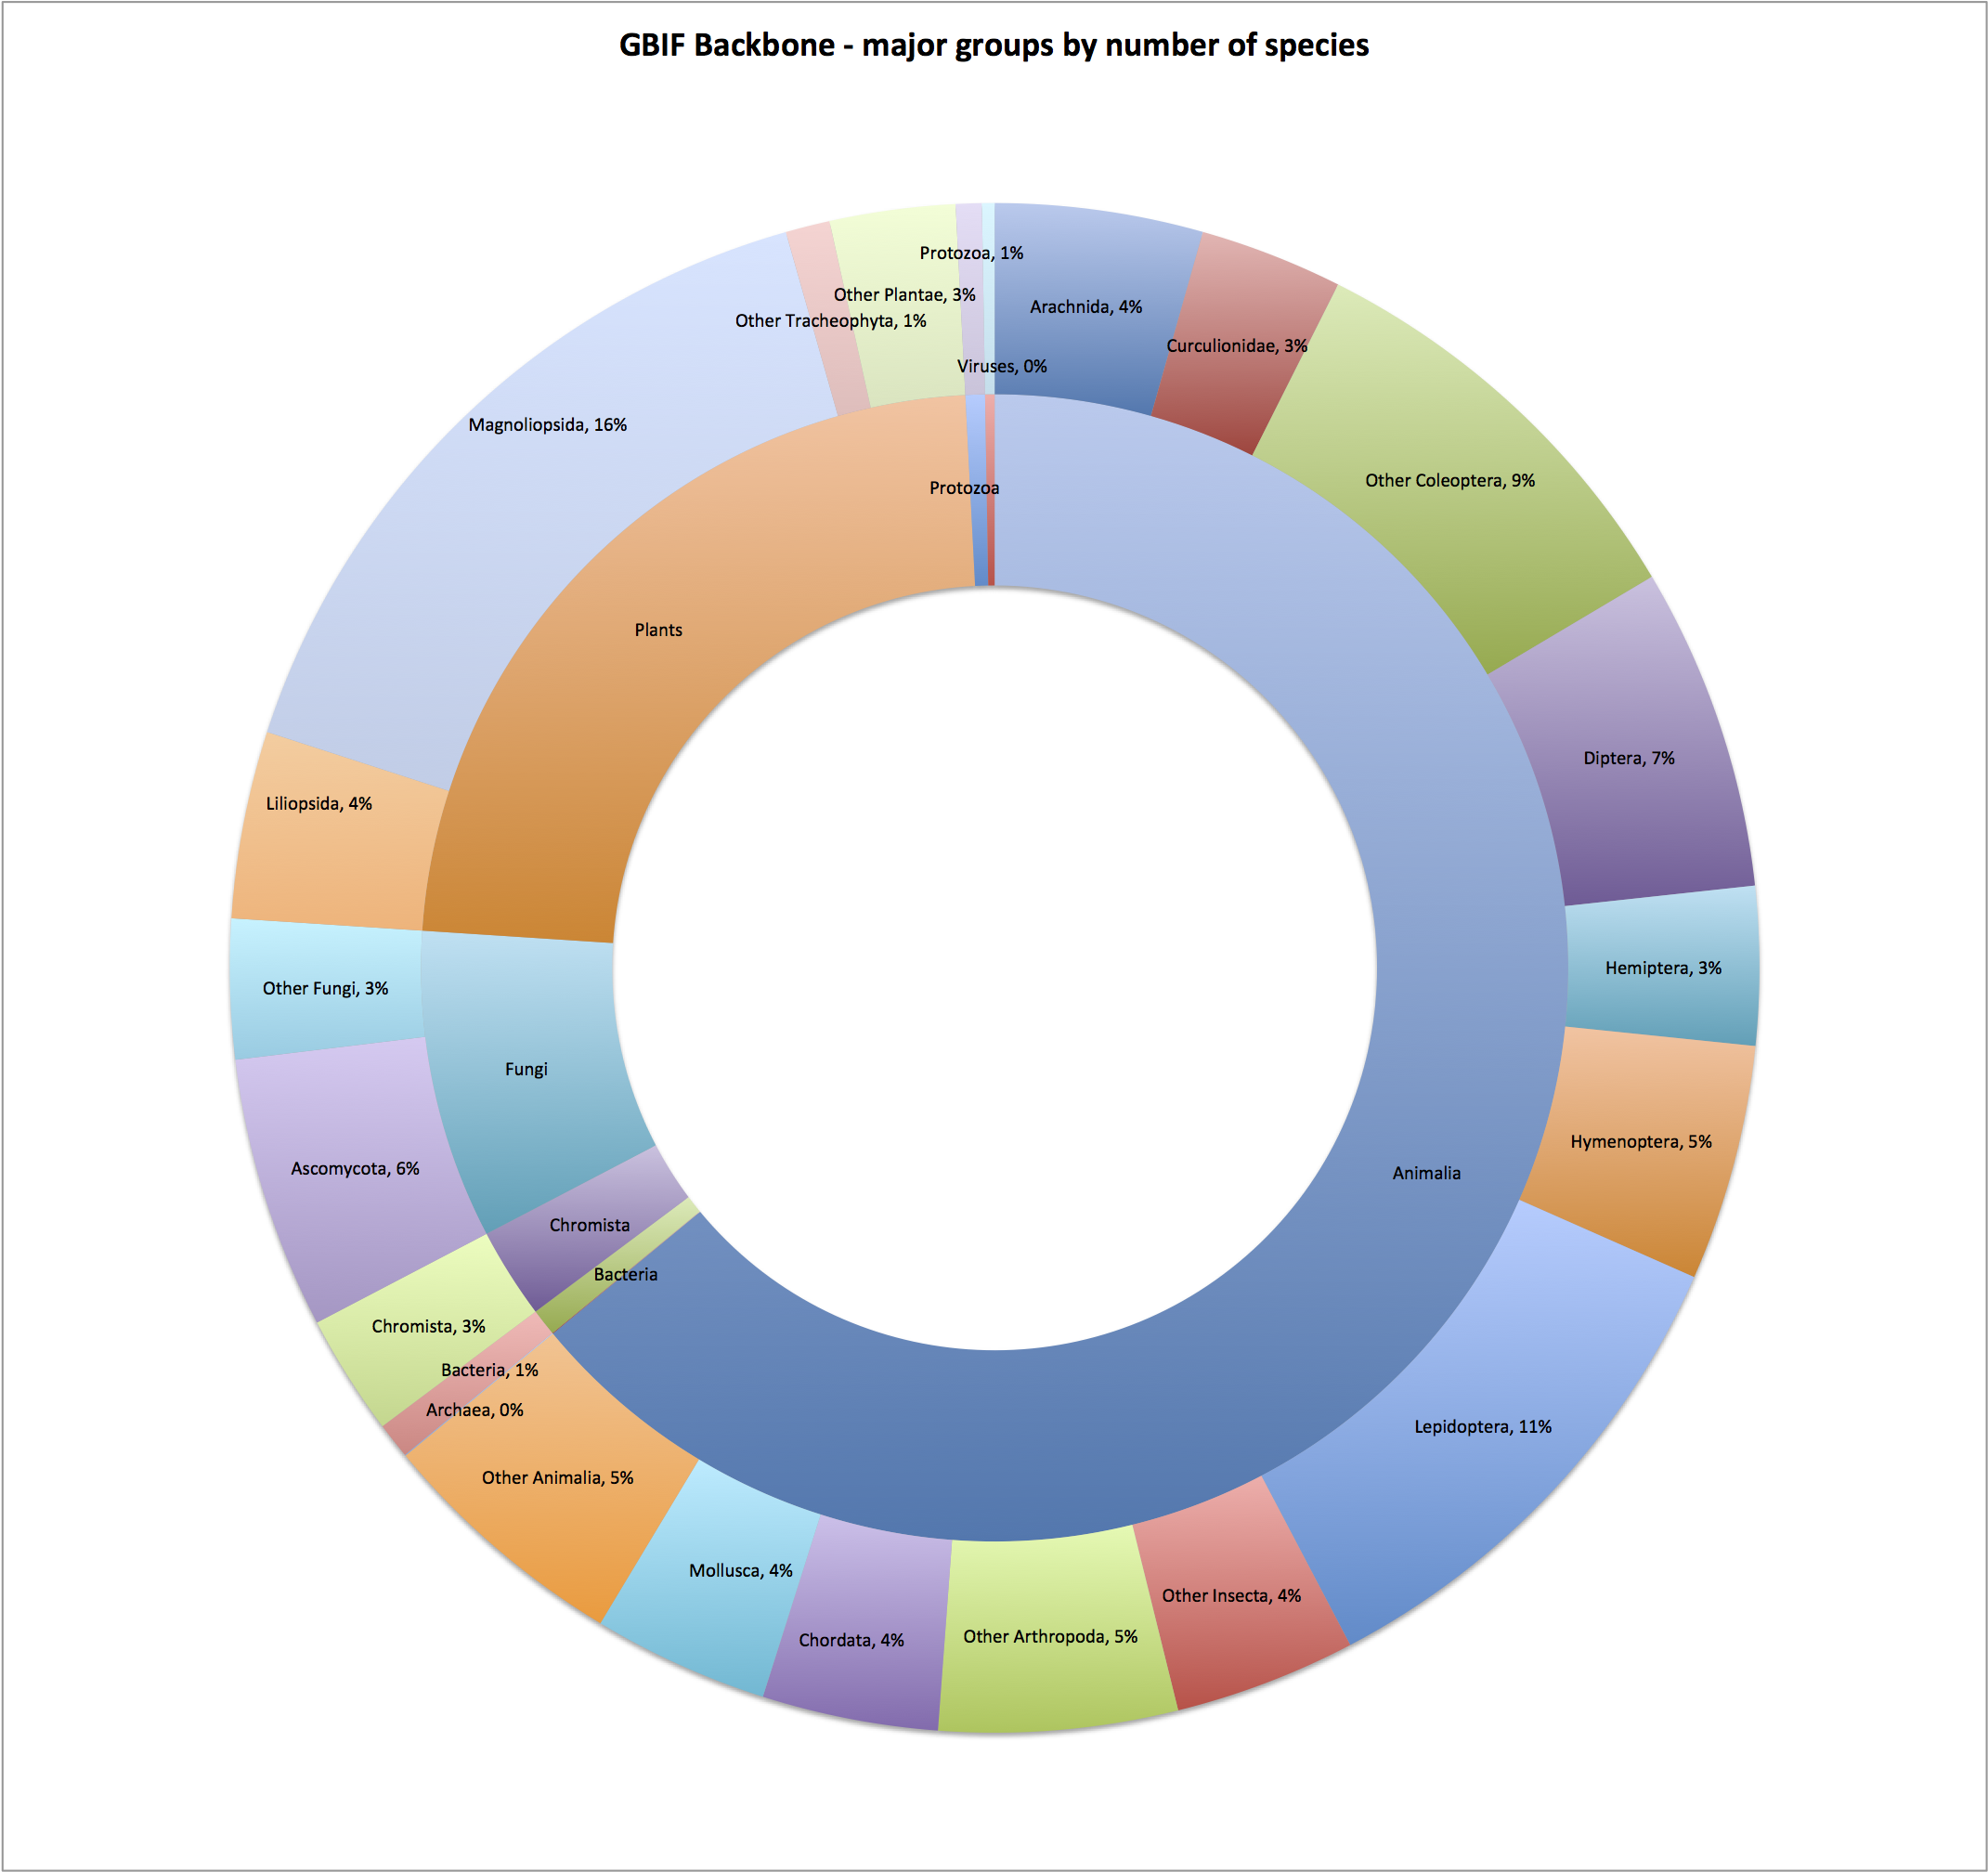 GBIF Backbone - major groups by number of species
Protozoa, 1%
Other Plantae, 3%
Arachnida, 4%
Other Tracheophyta, 1%
Curculionidae, 3%
Viruses, 0%
Magnoliopsida, 16%
Other Coleoptera, 9%
Protozoa
Plants
Diptera, 7%
Liliopsida, 4%
Hemiptera, 3%
Other Fungi, 3%
Fungi
Hymenoptera, 5%
Ascomycota, 6%
Animalia
Chromista
Bacteria
Chromista, 3%
Bacteria, 1%
Archaea, 0%
Lepidoptera, 11%
Other Animalia, 5%
Mollusca, 4%
Other Insecta, 4%
Other Arthropoda, 5%
Chordata, 4%